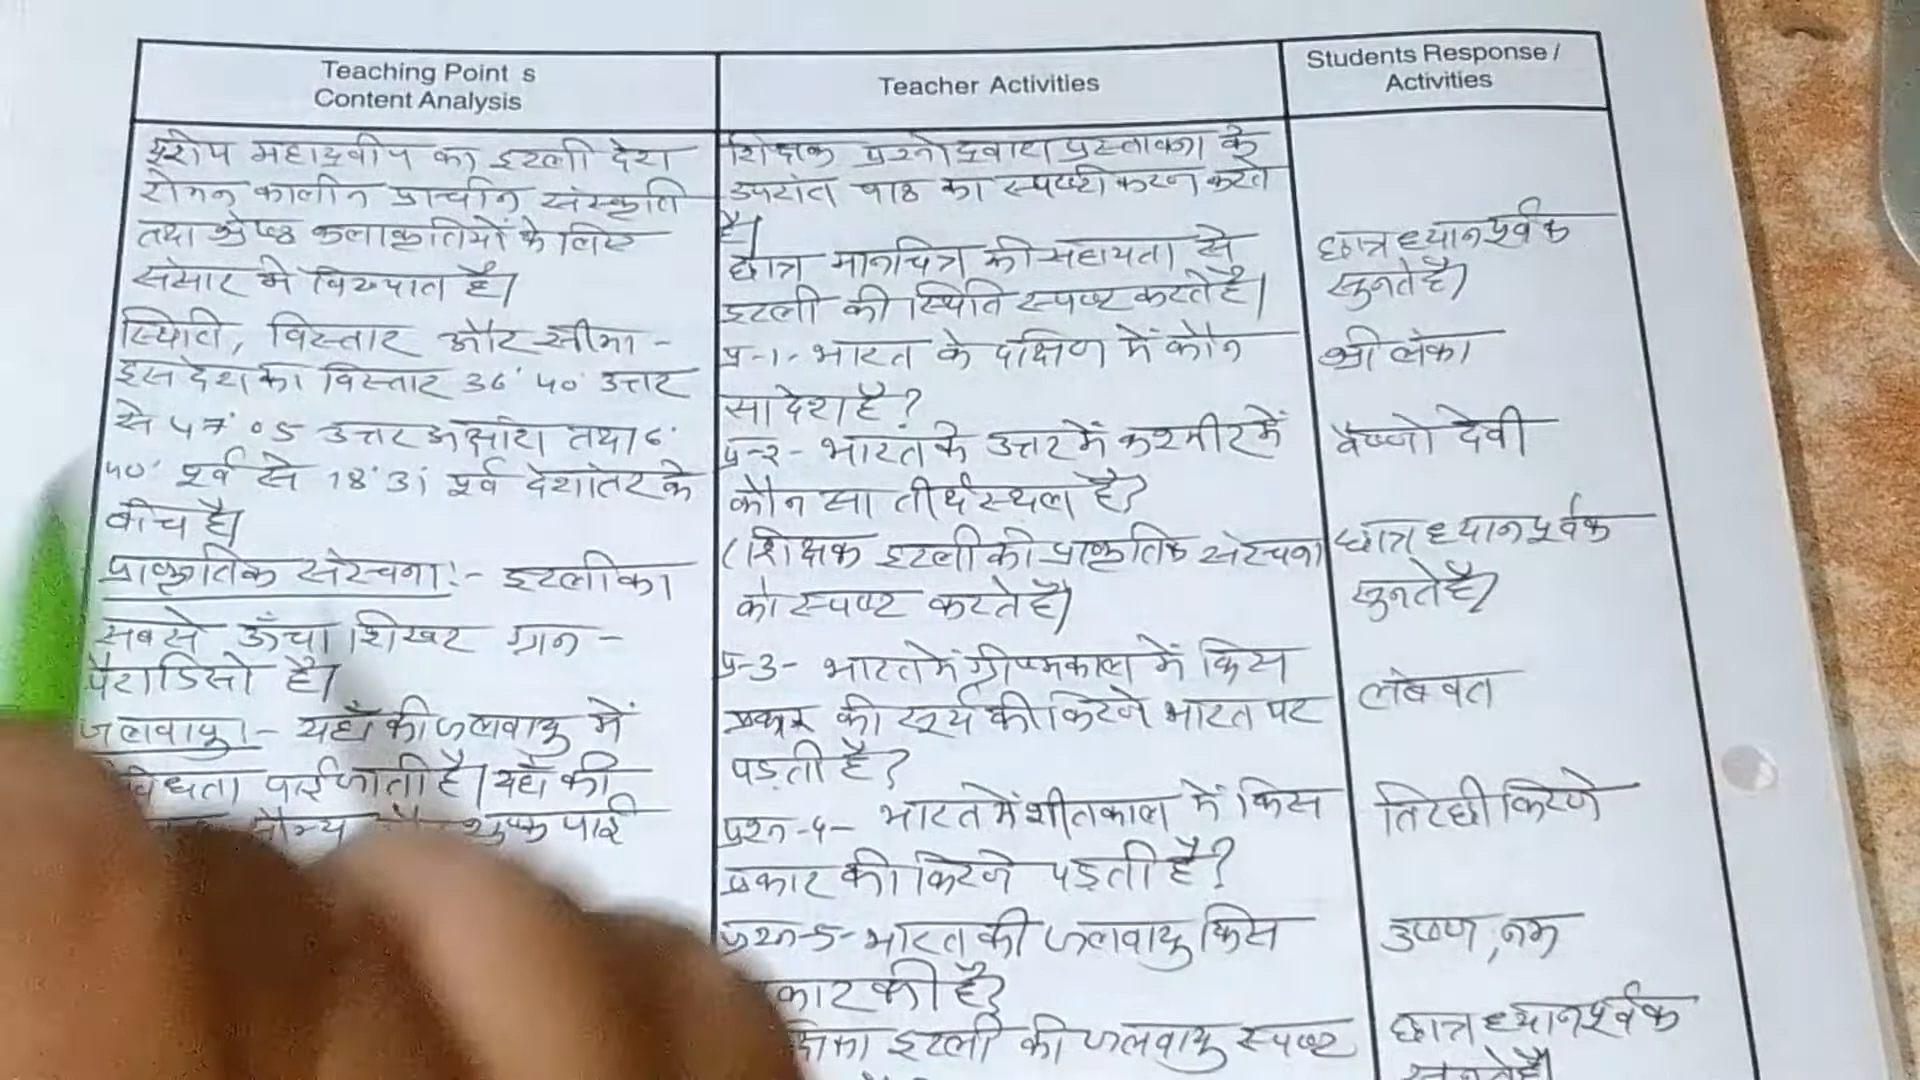 Teaching Point s
Content Analysis
Teacher Activities
Students Response /
Activities
यूरोप महाद्वीप का इटली देश
रोमन कालीन प्राचीन संस्कृति
तथा श्रेष्ठ कलाकृतियों के लिए
संसार मे विख्यात है।
स्थिति, विस्तार और सीमा -
इस देश का विस्तार 36° 40' उत्तर
से 47° 05 उत्तर अक्षांश तथा 6°
40' पूर्व से 18° 31 पूर्व देशांतर के
बीच है।
प्राकृतिक संरचना:- इटली का
सबसे ऊँचा शिखर ग्रान -
पैराडिसो है।
जलवायु।- यहाँ की जलवायु में
पाई जाती है। यहाँ की
शुष्क पाई
शिक्षक प्रश्नो द्वारा प्रस्तावना के
उपरांत पाठ का स्पष्टीकरण करते
है।
छात्र मानचित्र की सहायता से
इटली की स्थिति स्पष्ट करते है।
प्र-1- भारत के दक्षिण में कौन
सा देश है?
प्र-२- भारत के उत्तर में कश्मीर में
कौन सा तीर्थ स्थल है?
(शिक्षक इटली की प्राकृतिक संरचना
को स्पष्ट करते है)
प्र-3- भारत में ग्रीष्मकाल में किस
प्रकार की सूर्य की किरणे भारत पर
पड़ती है?
प्रश्न -4- भारत में शीतकाल में किस
प्रकार की किरणे पड़ती है?
प्रश्न-5- भारत की जलवायु किस
कार की है?
इटली की जलवायु स्पष्ट
छात्र ध्यानपूर्वक
सुनते है।
श्री लंका
वैष्णो देवी
छात्र ध्यानपूर्वक
सुनते है।
लंबवत
तिरछी किरणे
उष्ण, नम
छात्र ध्यानपूर्वक
सुनते है।